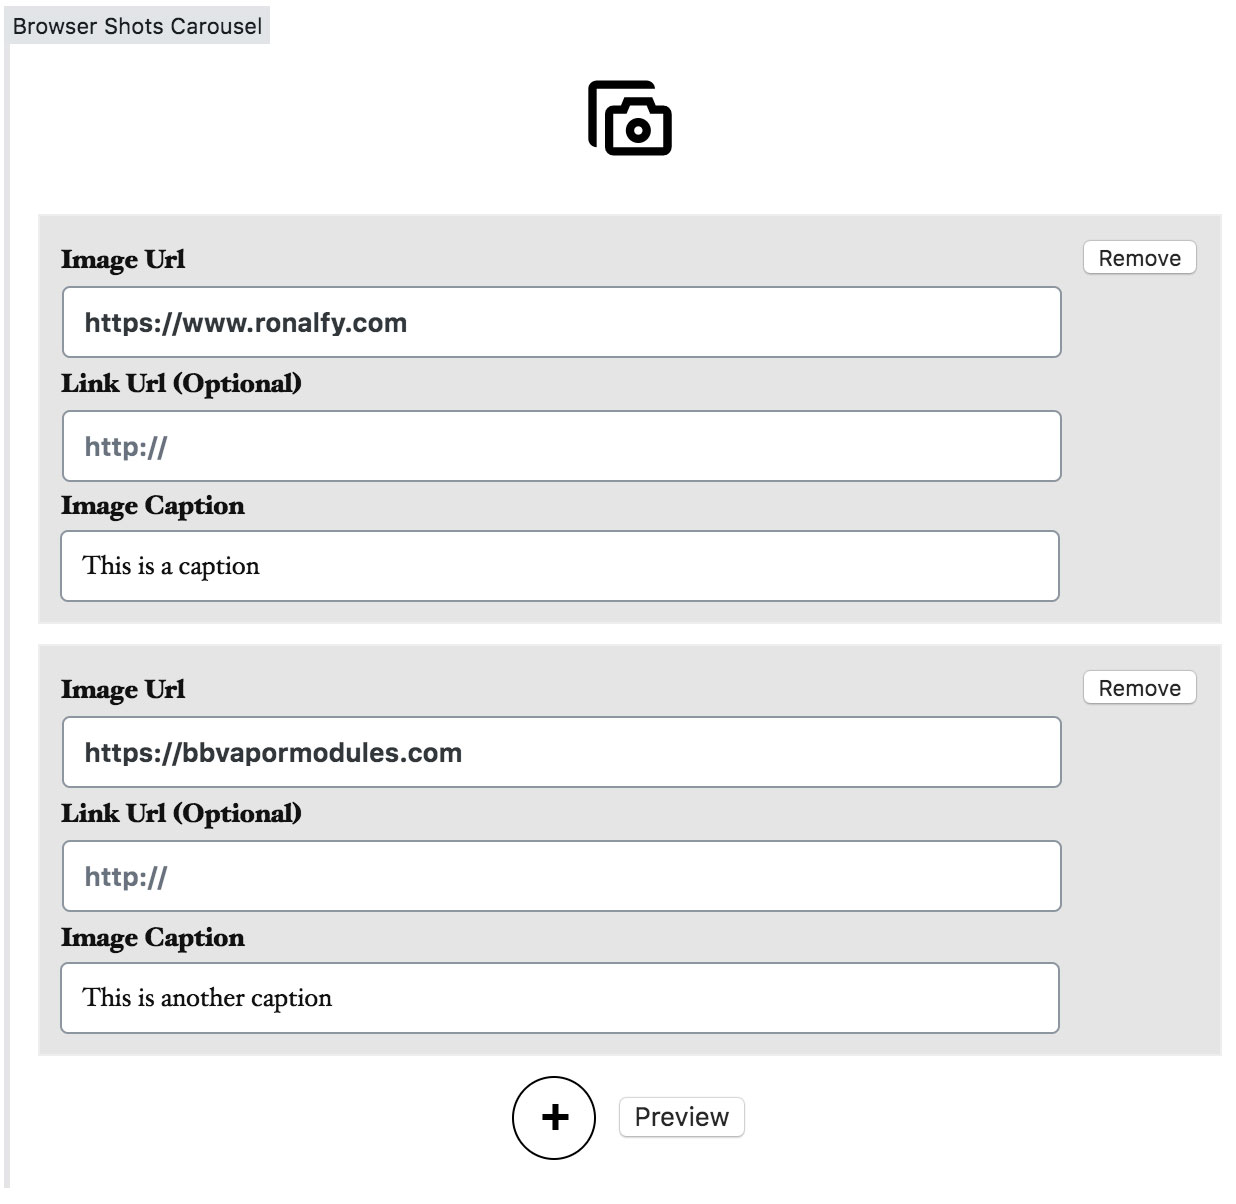 Browser Shots Carousel
Image Url
Remove
https://www.ronalfy.com
Link Url (Optional)
http://
Image Caption
This is a caption
Image Url
Remove
https://bbvapormodules.com
Link Url (Optional)
http://
Image Caption
This is another caption
+
Preview